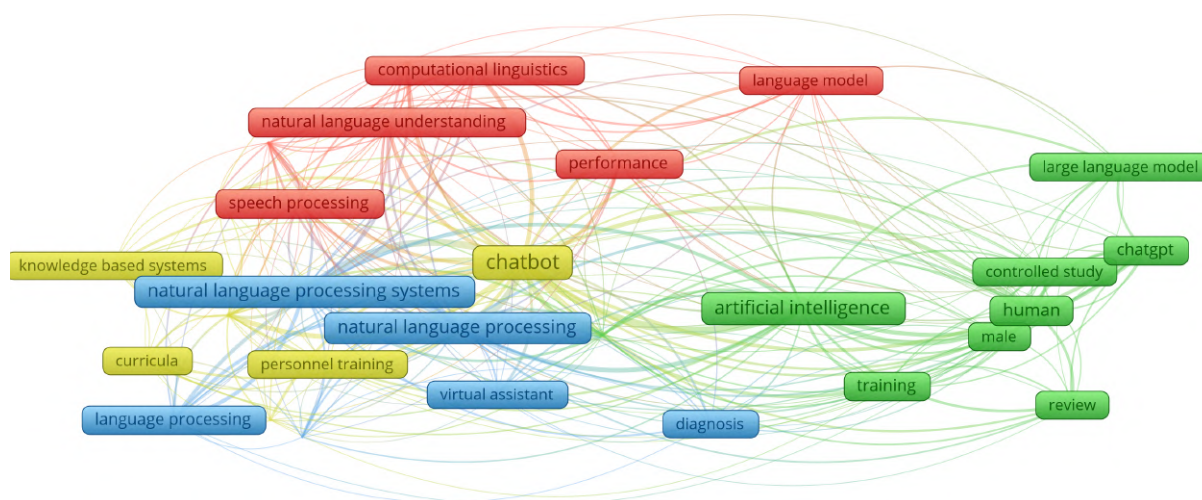 computational linguistics
language model
natural language understanding
performance
large language model
speech processing
chatgpt
chatbot
knowledge based systems
controlled study
natural language processing systems
artificial intelligence
human
natural language processing
male
curricula
personnel training
training
virtual assistant
review
language processing
diagnosis